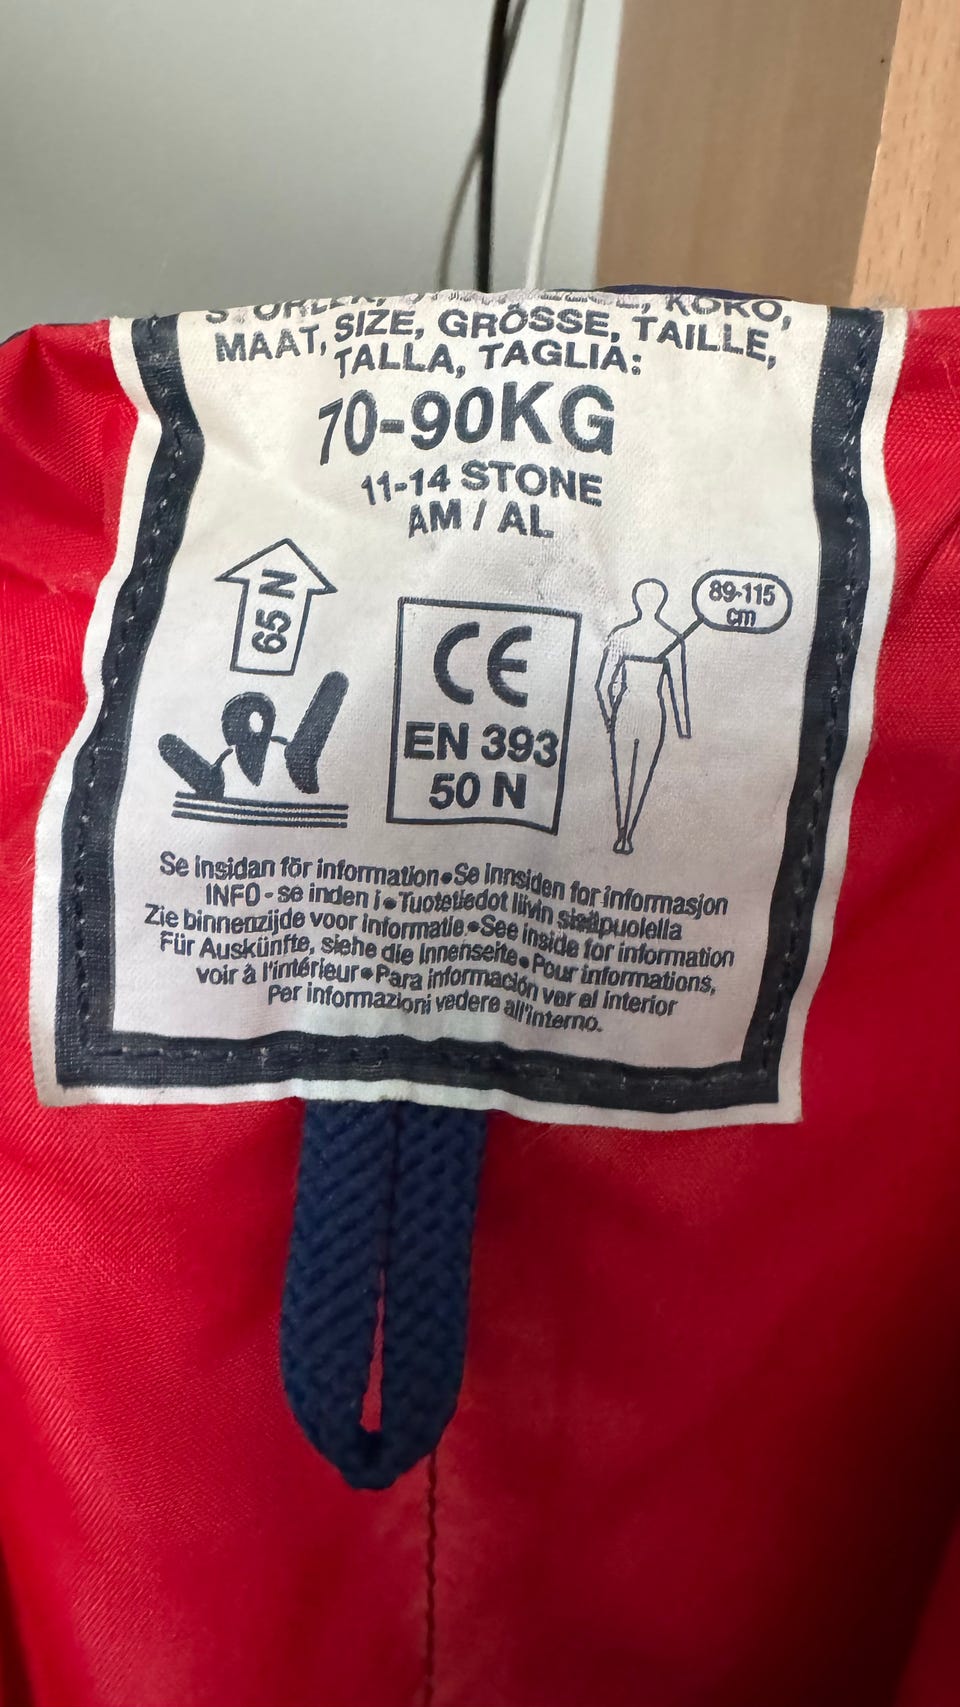 KOKO,
MAAT, SIZE, GRÖSSE, TAILLE,
TALLA, TAGLIA:
70-90KG
11-14 STONE
AM / AL
65 N
CE
EN 393
50 N
89-115
cm
Se insidan för information • Se innsiden for informasjon
INFO - se inden i • Tuotetiedot liivin sisäpuolella
Zie binnenzijde voor informatie. • See inside for information
Für Auskünfte, siehe die Innenseite • Pour informations,
voir à l'intérieur • Para información ver el interior
Per informazioni vedere all'interno.